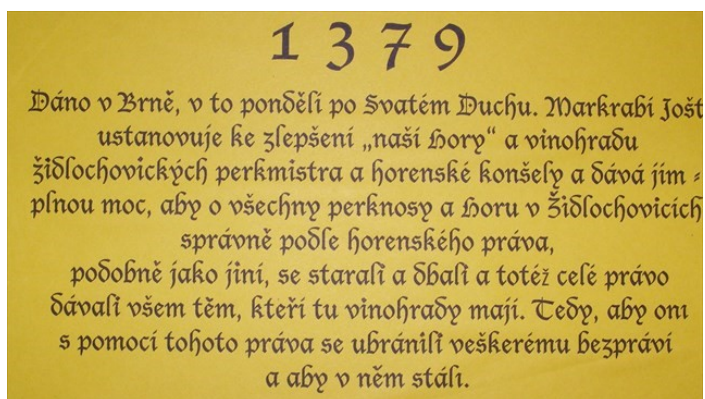 1379
Dáno v Brně, v to ponděli po Svatém Duchu. Markrabí Jošt
ustanovuje ke zlepšení „naší Hory“ a vinohradu
židlochovických perkmistra a horenské konšely a dává jim -
plnou moc, aby o všechny perknosy a Horu v Židlochovicích
správně podle horenského práva,
podobně jako jiní, se starali a dbali a totéž celé právo
dávali všem těm, kteří tu vinohrady mají. Tedy, aby oni
s pomocí tohoto práva se ubránili veškerému bezpráví
a aby v něm stáli.